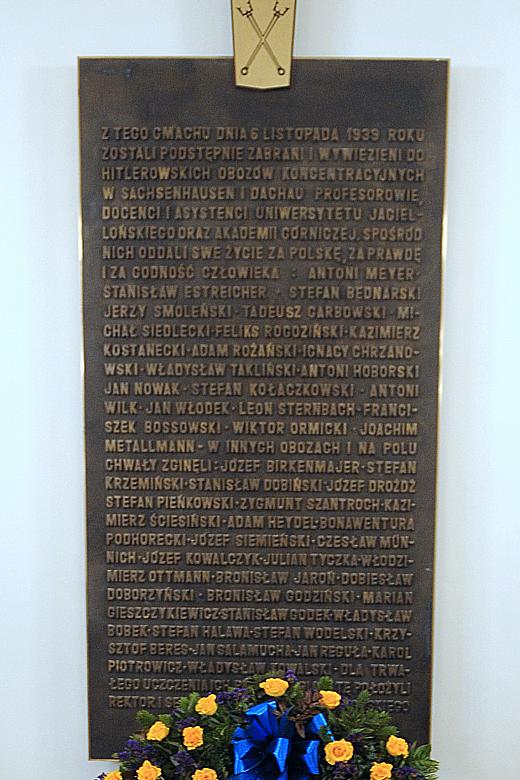 Z TEGO GMACHU DNIA 6 LISTOPADA 1939 ROKU
ZOSTALI PODSTĘPNIE ZABRANI I WYWIEZIENI DO
HITLEROWSKICH OBOZÓW KONCENTRACYJNYCH
W SACHSENHAUSEN I DACHAU PROFESOROWIE,
DOCENCI I ASYSTENCI UNIWERSYTETU JAGIEL-
LOŃSKIEGO ORAZ AKADEMII GÓRNICZEJ. SPOŚRÓD
NICH ODDALI SWE ŻYCIE ZA POLSKĘ, ZA PRAWDĘ
I ZA GODNOŚĆ CZŁOWIEKA : ANTONI MEYER·
STANISŁAW ESTREICHER · STEFAN BEDNARSKI
JERZY SMOLEŃSKI · TADEUSZ GARBOWSKI · MI-
CHAŁ SIEDLECKI · FELIKS ROGOZIŃSKI · KAZIMIERZ
KOSTANECKI · ADAM ROŻAŃSKI · IGNACY CHRZANO-
WSKI · WŁADYSŁAW TAKLIŃSKI · ANTONI HOBORSKI
JAN NOWAK · STEFAN KOŁACZKOWSKI · ANTONI
WILK · JAN WŁODEK · LEON STERNBACH · FRANCI-
SZEK BOSSOWSKI · WIKTOR ORMICKI · JOACHIM
METALLMANN – W INNYCH OBOZACH I NA POLU
CHWAŁY ZGINĘLI : JÓZEF BIRKENMAJER · STEFAN
KRZEMIŃSKI · STANISŁAW DOBIŃSKI · JÓZEF DROŻDŻ
STEFAN PIEŃKOWSKI · ZYGMUNT SZANTROCH · KAZI-
MIERZ ŚCIESIŃSKI · ADAM HEYDEL · BONAWENTURA
PODHORECKI · JÓZEF SIEMIEŃSKI · CZESŁAW MÜN-
NICH · JÓZEF KOWALCZYK · JULIAN TYCZKA · WŁODZI-
MIERZ OTTMANN · BRONISŁAW JAROŃ · DOBIESŁAW
DOBORZYŃSKI · BRONISŁAW GODZIŃSKI · MARIAN
GIESZCZYKIEWICZ · STANISŁAW GODEK · WŁADYSŁAW
BOBEK · STEFAN HALAWA · STEFAN WODELSKI · KRZY-
SZTOF BERES · JAN SALAMUCHA · JAN REGUŁA · KAROL
PIOTROWICZ · WŁADYSŁAW KOWALSKI · DLA TRWA-
ŁEGO UCZCZENIA ICH POŁOŻYLI
REKTOR I